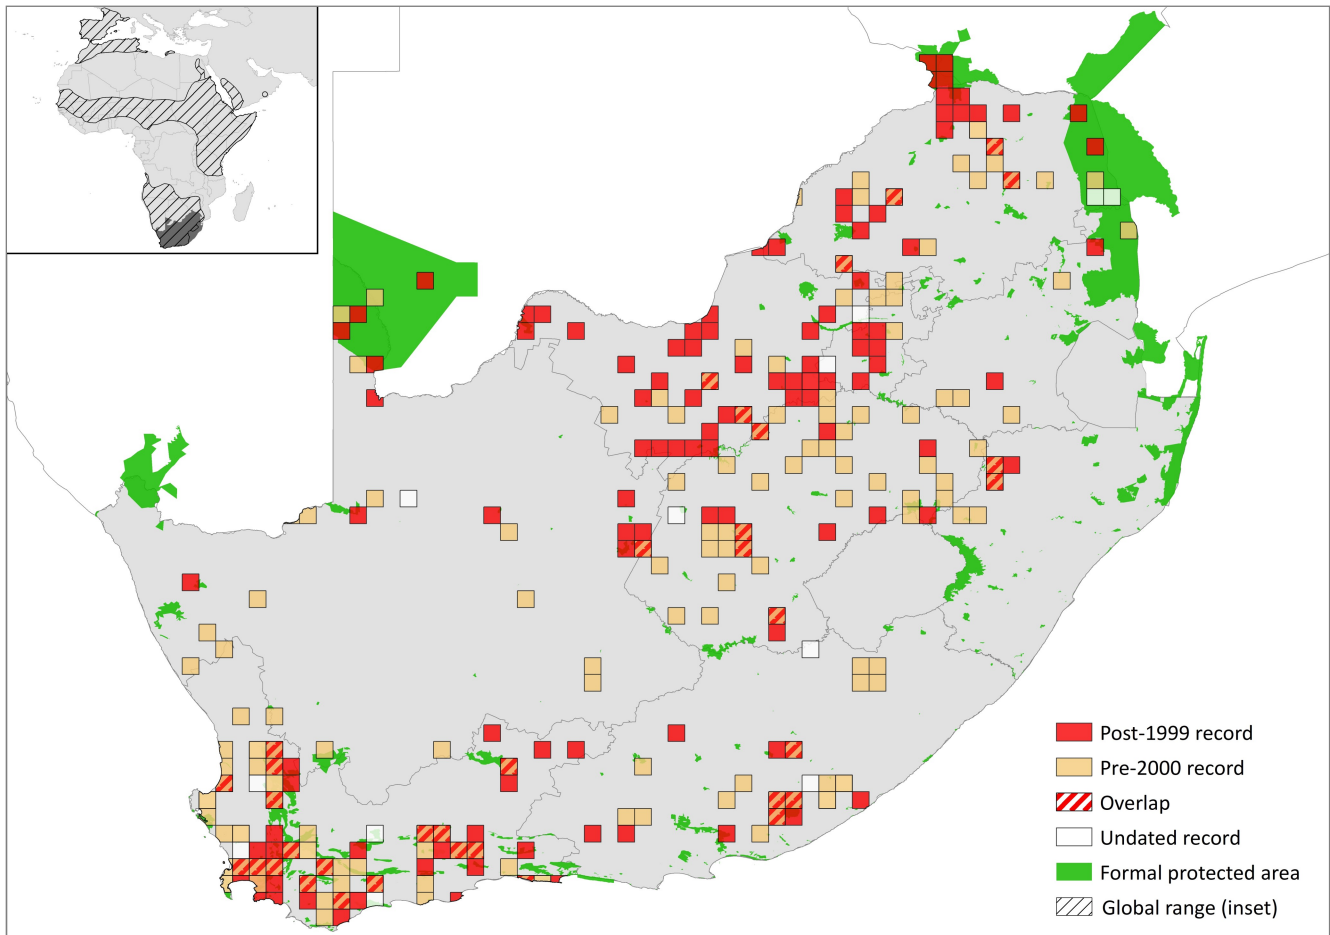 Post-1999 record
Pre-2000 record
Overlap
Undated record
Formal protected area
Global range (inset)